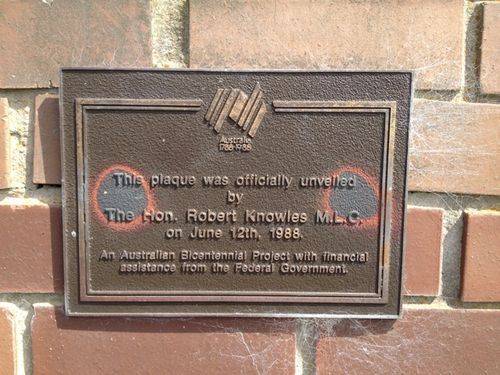 Australia
1788-1988
This plaque was officially unveiled
by
The Hon. Robert Knowles M.L.C.
on June 12th, 1988.
An Australian Bicentennial Project with financial
assistance from the Federal Government.